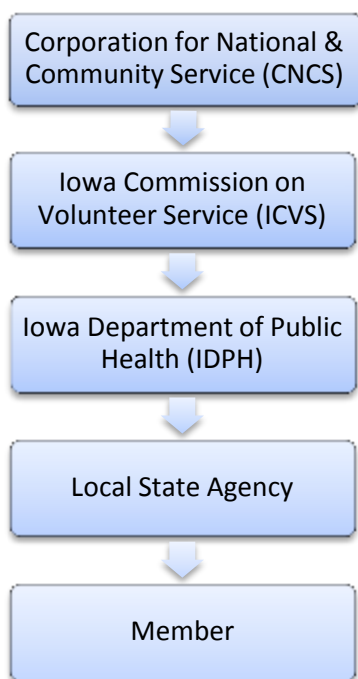 Corporation for National &
Community Service (CNCS)
Iowa Commission on
Volunteer Service (ICVS)
Iowa Department of Public
Health (IDPH)
Local State Agency
Member